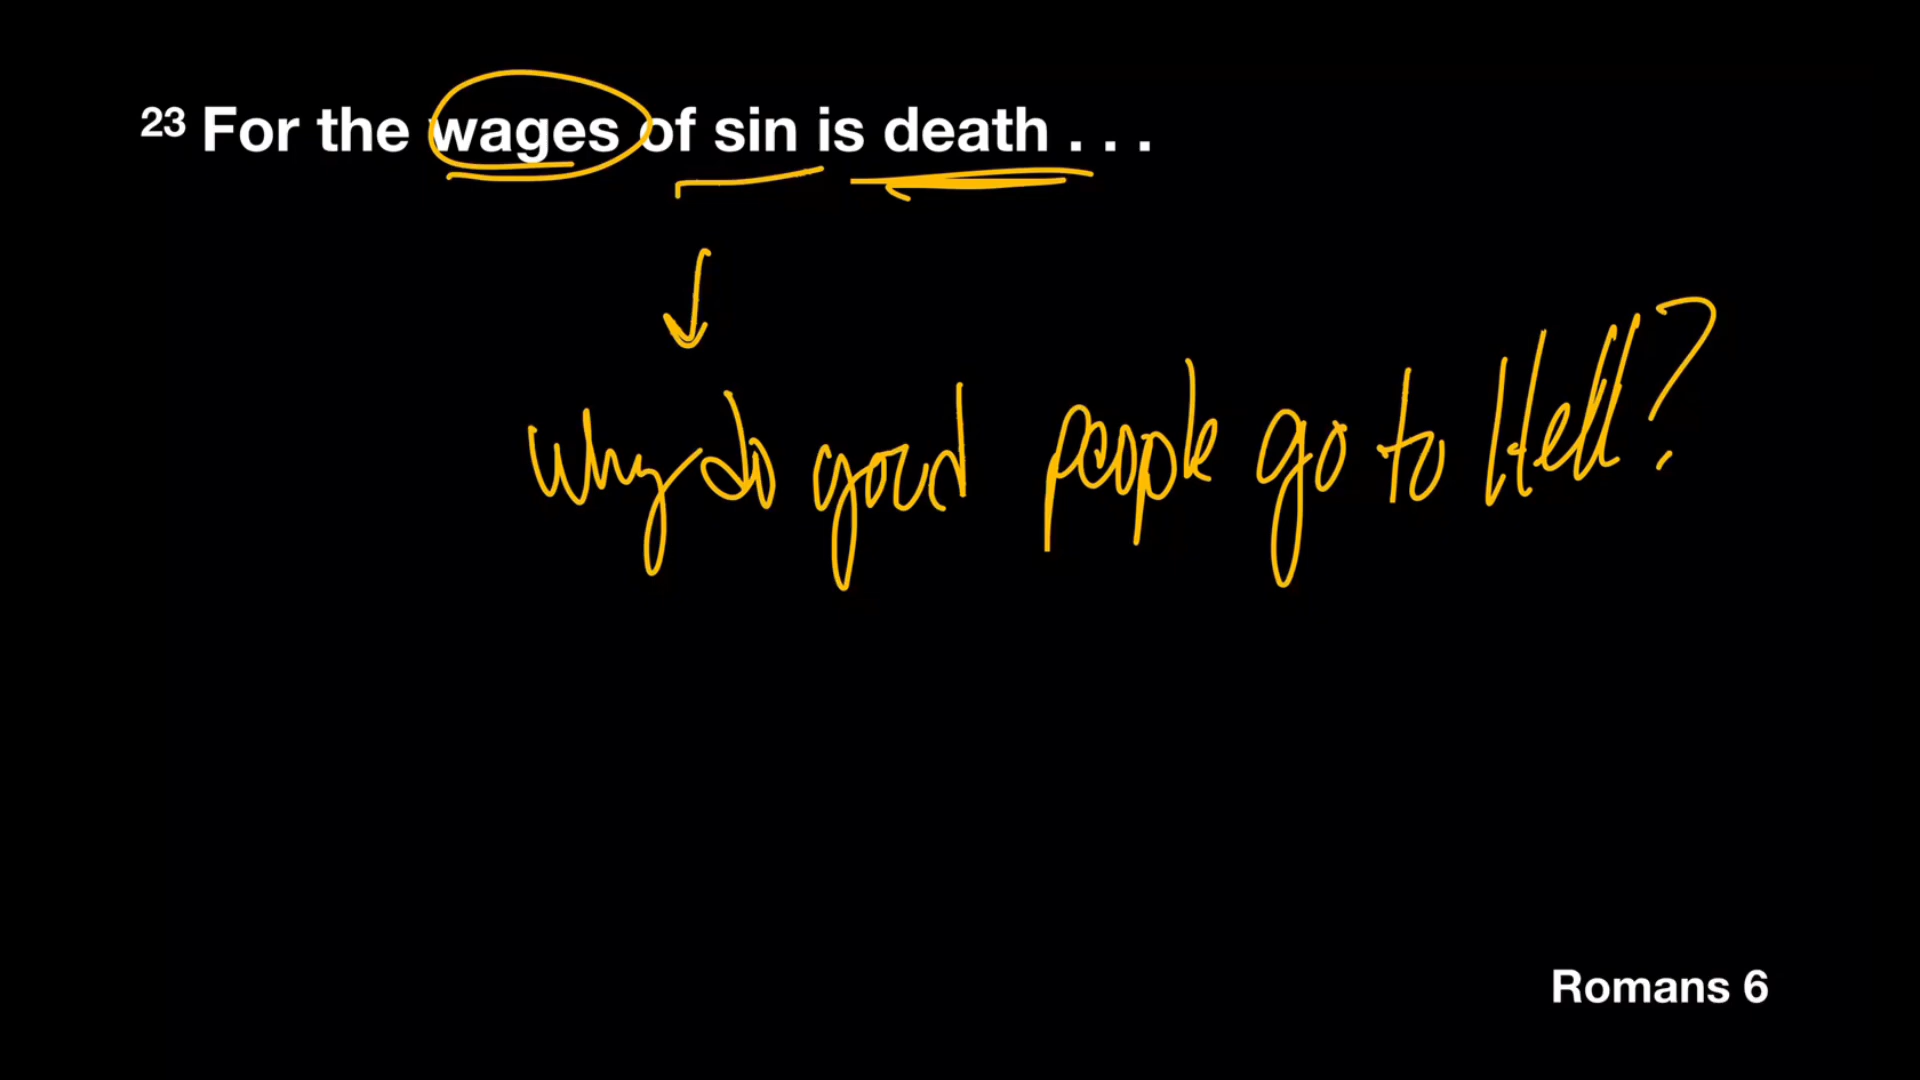 23 For the wages of sin is death . . .
why do good people go to Hell?
Romans 6